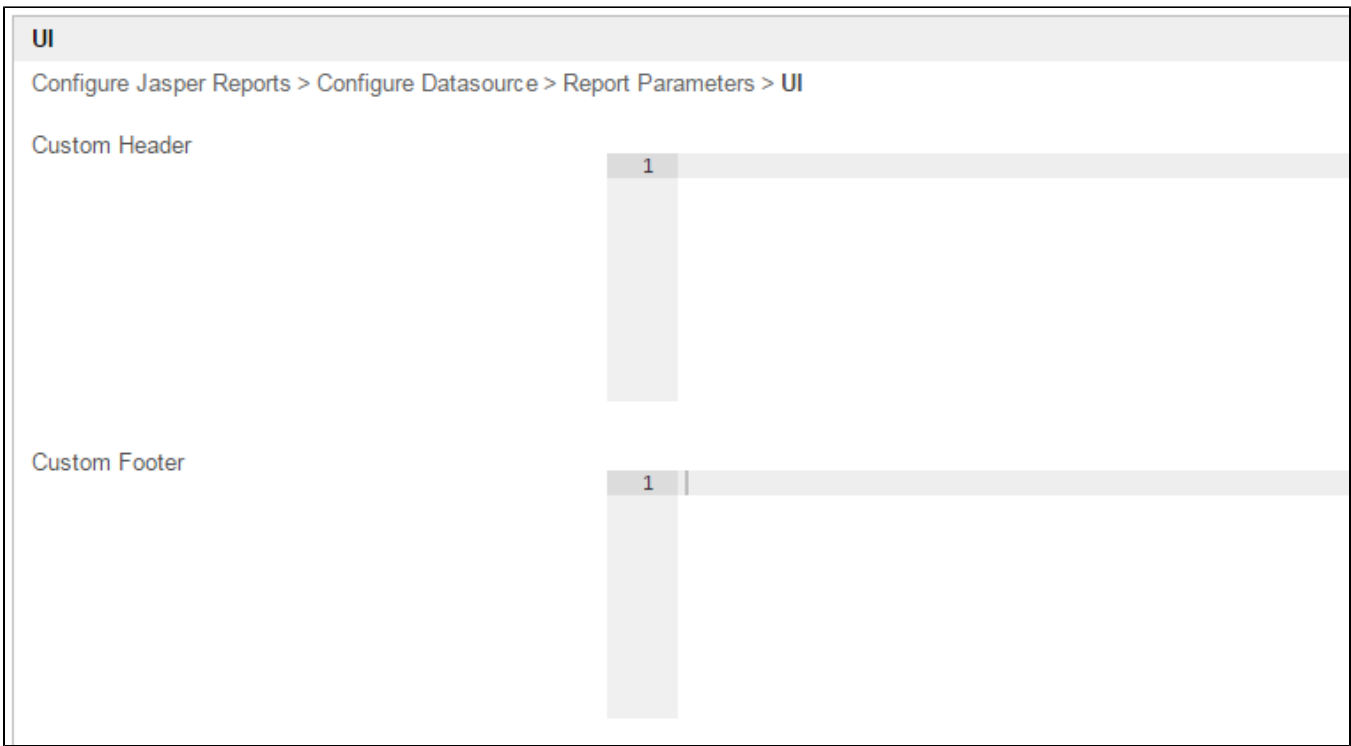 UI
Configure Jasper Reports > Configure Datasource > Report Parameters > UI
Custom Header
1
Custom Footer
1